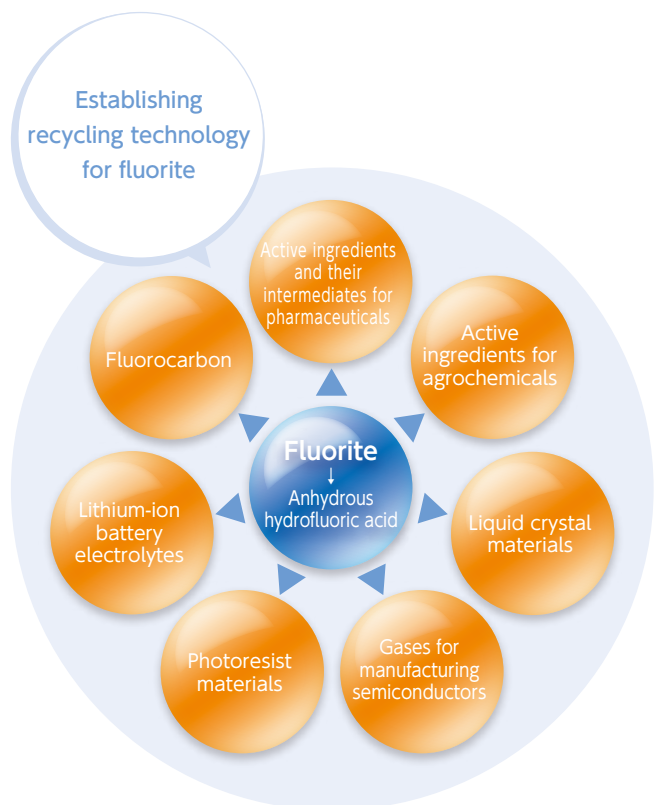 Establishing
recycling technology
for fluorite
Active ingredients
and their
intermediates for
pharmaceuticals
Active
ingredients for
agrochemicals
Liquid crystal
materials
Gases for
manufacturing
semiconductors
Photoresist
materials
Lithium-ion
battery
electrolytes
Fluorocarbon
Fluorite
↓
Anhydrous
hydrofluoric acid